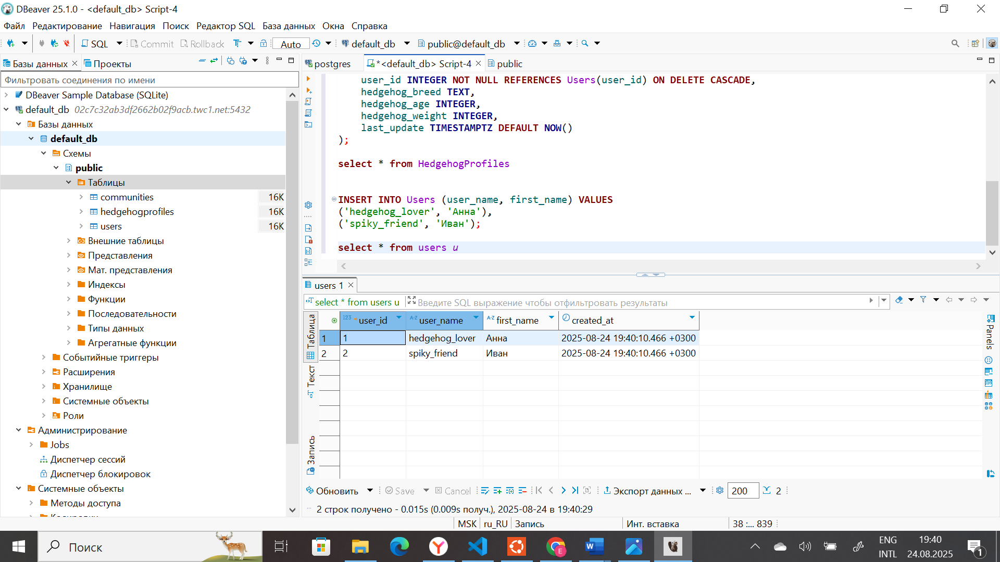 DBeaver 25.1.0 - <default_db> Script-4
Файл Редактирование Навигация Поиск Редактор SQL База данных Окна Справка
SQL Commit Rollback Auto default_db public@default_db
Базы данных Проекты
Фильтровать соединения по имени
DBeaver Sample Database (SQLite)
default_db 02c7c32ab3df2662b02f9acb.twc1.net:5432
Базы данных
default_db
Схемы
public
Таблицы
communities 16K
hedgehogprofiles 16K
users 16K
Внешние таблицы
Представления
Мат. представления
Индексы
Функции
Последовательности
Типы данных
Агрегатные функции
Событийные триггеры
Расширения
Хранилище
Системные объекты
Роли
Администрирование
Jobs
Диспетчер сессий
Диспетчер блокировок
Системные объекты
Методы доступа
postgres *<default_db> Script-4 public
user_id INTEGER NOT NULL REFERENCES Users(user_id) ON DELETE CASCADE,
hedgehog_breed TEXT,
hedgehog_age INTEGER,
hedgehog_weight INTEGER,
last_update TIMESTAMPTZ DEFAULT NOW()
);
select * from HedgehogProfiles
INSERT INTO Users (user_name, first_name) VALUES
('hedgehog_lover', 'Анна'),
('spiky_friend', 'Иван');
select * from users u
users 1
select * from users u Введите SQL выражение чтобы отфильтровать результаты
Таблица
Текст
Запись
Panels
123 user_id A-Z user_name A-Z first_name created_at
1 1 hedgehog_lover Анна 2025-08-24 19:40:10.466 +0300
2 2 spiky_friend Иван 2025-08-24 19:40:10.466 +0300
Обновить Save Cancel Экспорт данных ... 200 2
2 строк получено - 0.015s (0.009s получ.), 2025-08-24 в 19:40:29
MSK ru_RU Запись Инт. вставка 38 :... 839
Поиск
ENG
INTL
19:40
24.08.2025
1